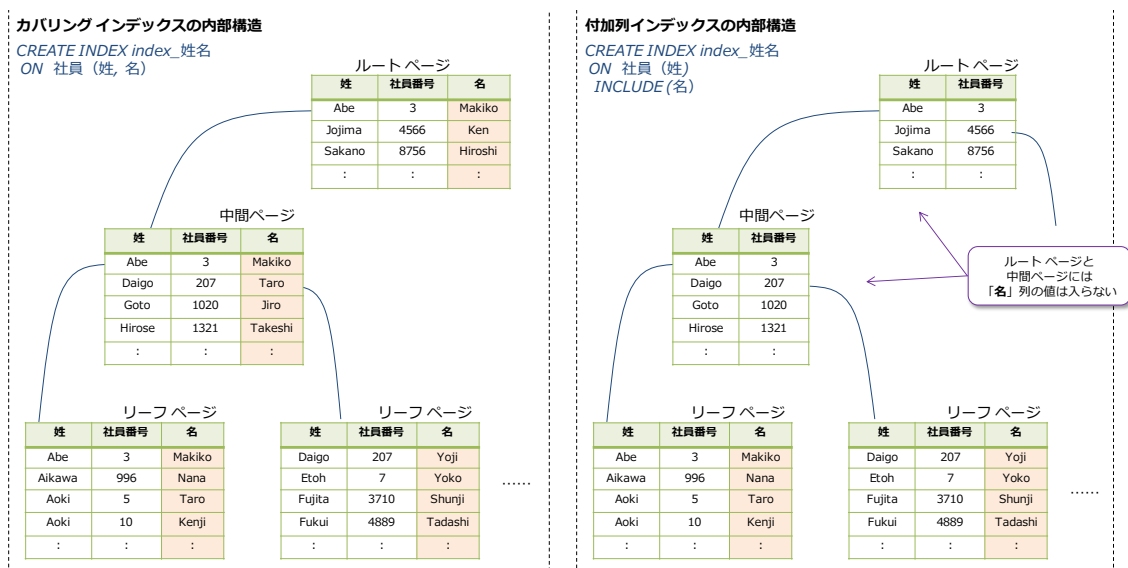 カバリング インデックスの内部構造
CREATE INDEX index_姓名
ON 社員（姓, 名）
ルート ページ
姓 社員番号 名
Abe 3 Makiko
Jojima 4566 Ken
Sakano 8756 Hiroshi
: : :
中間ページ
姓 社員番号 名
Abe 3 Makiko
Daigo 207 Taro
Goto 1020 Jiro
Hirose 1321 Takeshi
: : :
リーフ ページ
姓 社員番号 名
Abe 3 Makiko
Aikawa 996 Nana
Aoki 5 Taro
Aoki 10 Kenji
: : :
リーフ ページ
姓 社員番号 名
Daigo 207 Yoji
Etoh 7 Yoko
Fujita 3710 Shunji
Fukui 4889 Tadashi
: : :
……
付加列インデックスの内部構造
CREATE INDEX index_姓名
ON 社員（姓）
INCLUDE (名）
ルート ページ
姓 社員番号
Abe 3
Jojima 4566
Sakano 8756
: :
中間ページ
姓 社員番号
Abe 3
Daigo 207
Goto 1020
Hirose 1321
: :
ルート ページと
中間ページには
「名」列の値は入らない
リーフ ページ
姓 社員番号 名
Abe 3 Makiko
Aikawa 996 Nana
Aoki 5 Taro
Aoki 10 Kenji
: : :
リーフ ページ
姓 社員番号 名
Daigo 207 Yoji
Etoh 7 Yoko
Fujita 3710 Shunji
Fukui 4889 Tadashi
: : :
……